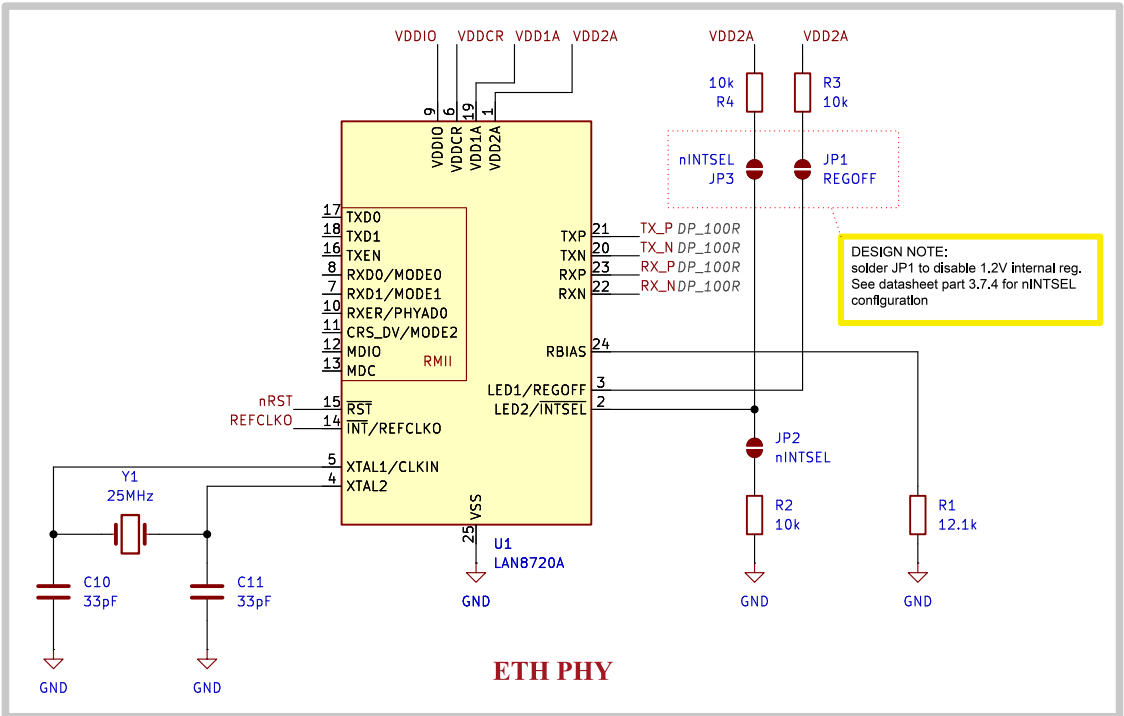 VDDIO VDDCR VDD1A VDD2A
VDD2A VDD2A
10k
R4
R3
10k
9 6 19 1
VDDIO VDDCR VDD1A VDD2A
nINTSEL
JP3
JP1
REGOFF
17 TXD0
18 TXD1
16 TXEN
8 RXD0/MODE0
7 RXD1/MODE1
10 RXER/PHYAD0
11 CRS_DV/MODE2
12 MDIO
13 MDC
RMII
TXP 21 TX_P DP_100R
TXN 20 TX_N DP_100R
RXP 23 RX_P DP_100R
RXN 22 RX_N DP_100R
DESIGN NOTE:
solder JP1 to disable 1.2V internal reg.
See datasheet part 3.7.4 for nINTSEL
configuration
RBIAS 24
LED1/REGOFF 3
LED2/INTSEL 2
nRST 15 RST
REFCLKO 14 INT/REFCLKO
5 XTAL1/CLKIN
4 XTAL2
Y1
25MHz
JP2
nINTSEL
VSS
25
U1
LAN8720A
R2
10k
R1
12.1k
C10
33pF
C11
33pF
GND
GND
GND
GND
GND
ETH PHY